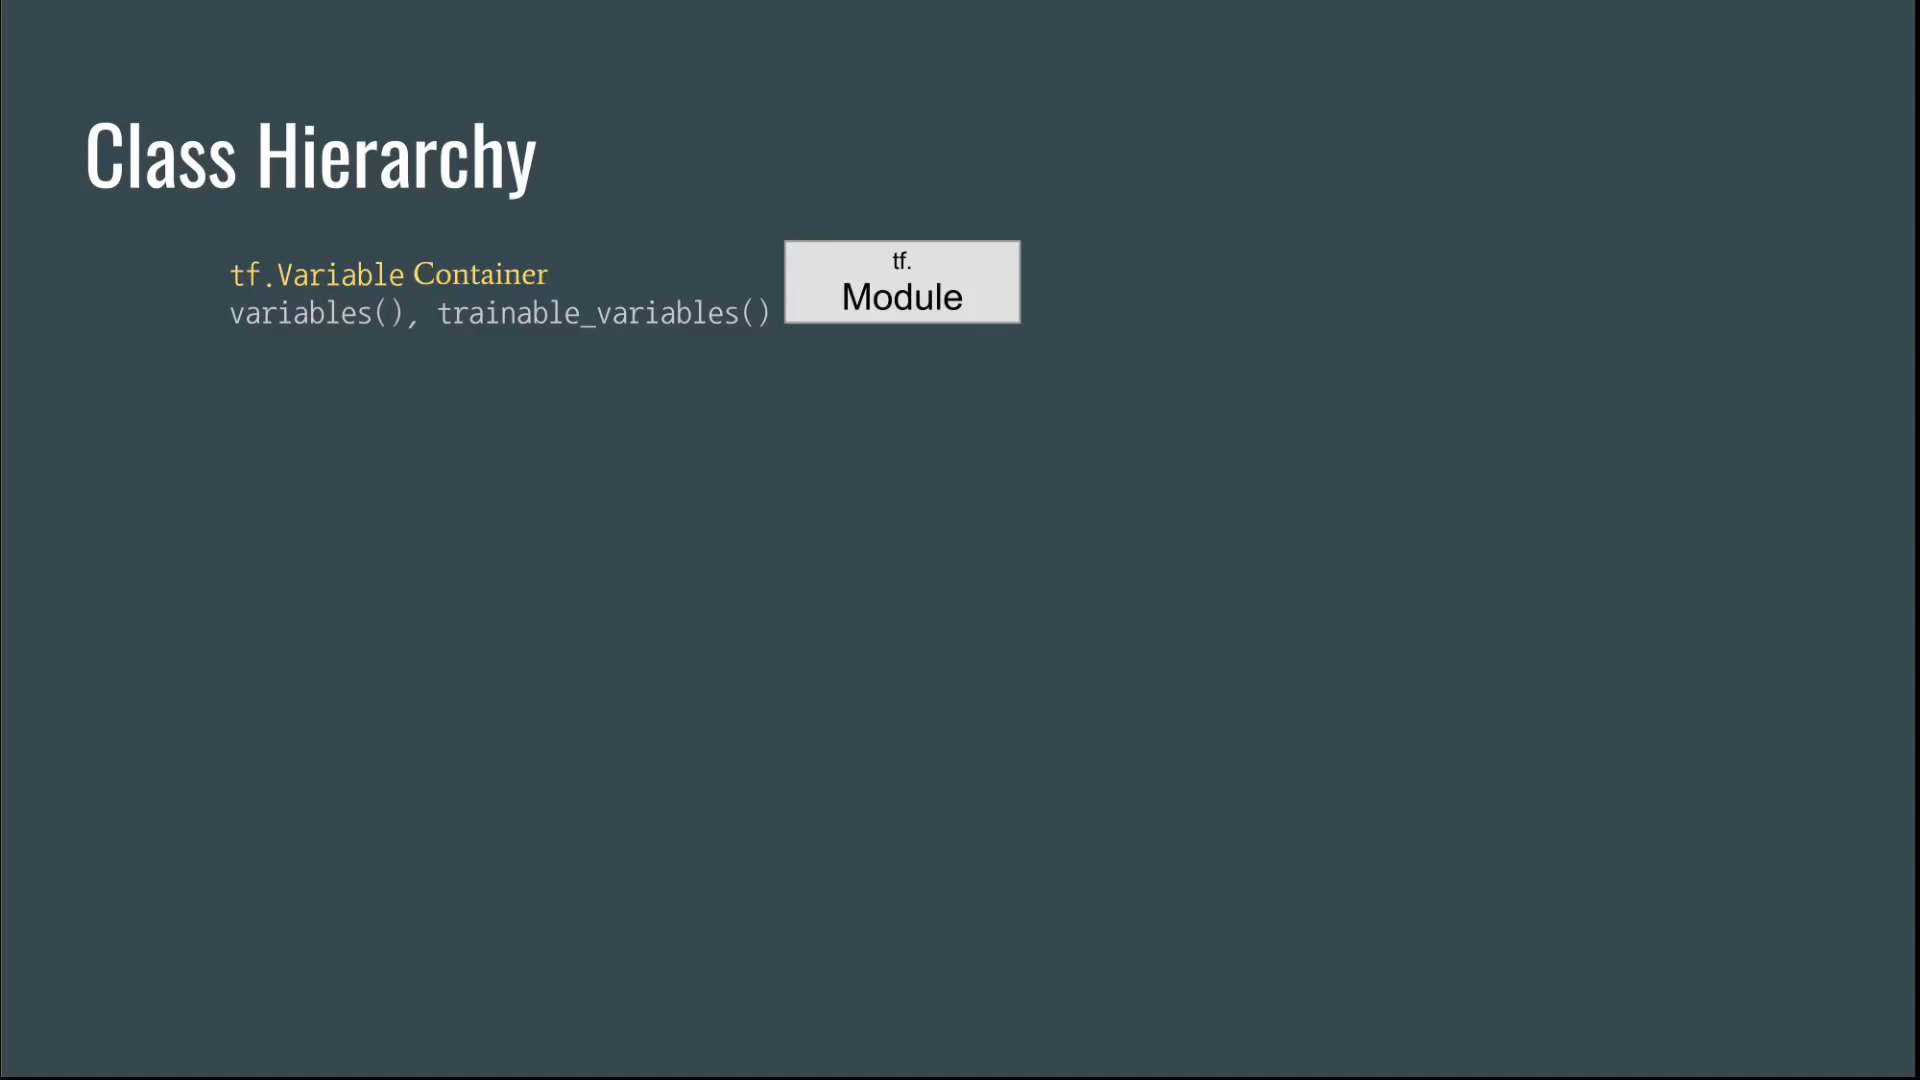 Class Hierarchy
tf.Variable Container
variables(), trainable_variables()
tf.
Module